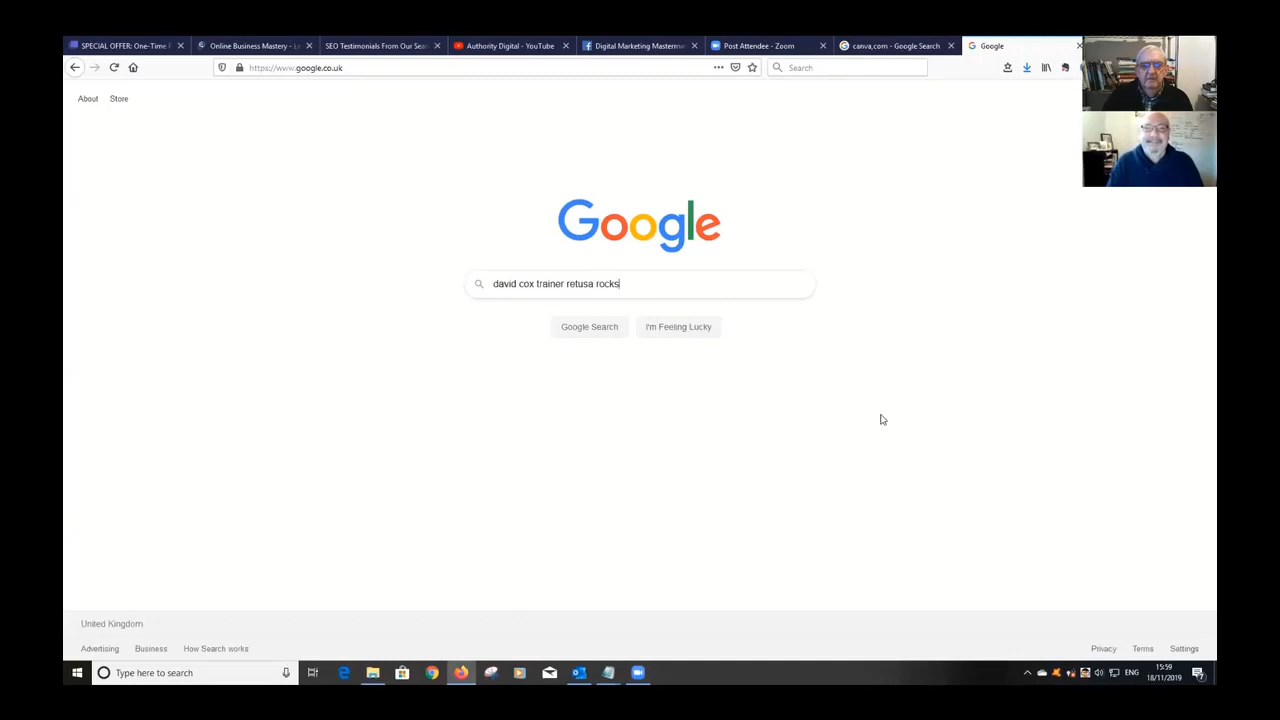 SPECIAL OFFER: One-Time
Online Business Mastery - L
SEO Testimonials From Our Sea
Authority Digital - YouTube
Digital Marketing Masterm
Post Attendee - Zoom
canva,com - Google Search
Google
https://www.google.co.uk
Search
About Store
Google
david cox trainer retusa rocks
Google Search I'm Feeling Lucky
United Kingdom
Advertising Business How Search works Privacy Terms Settings
Type here to search
ENG
15:59
18/11/2019